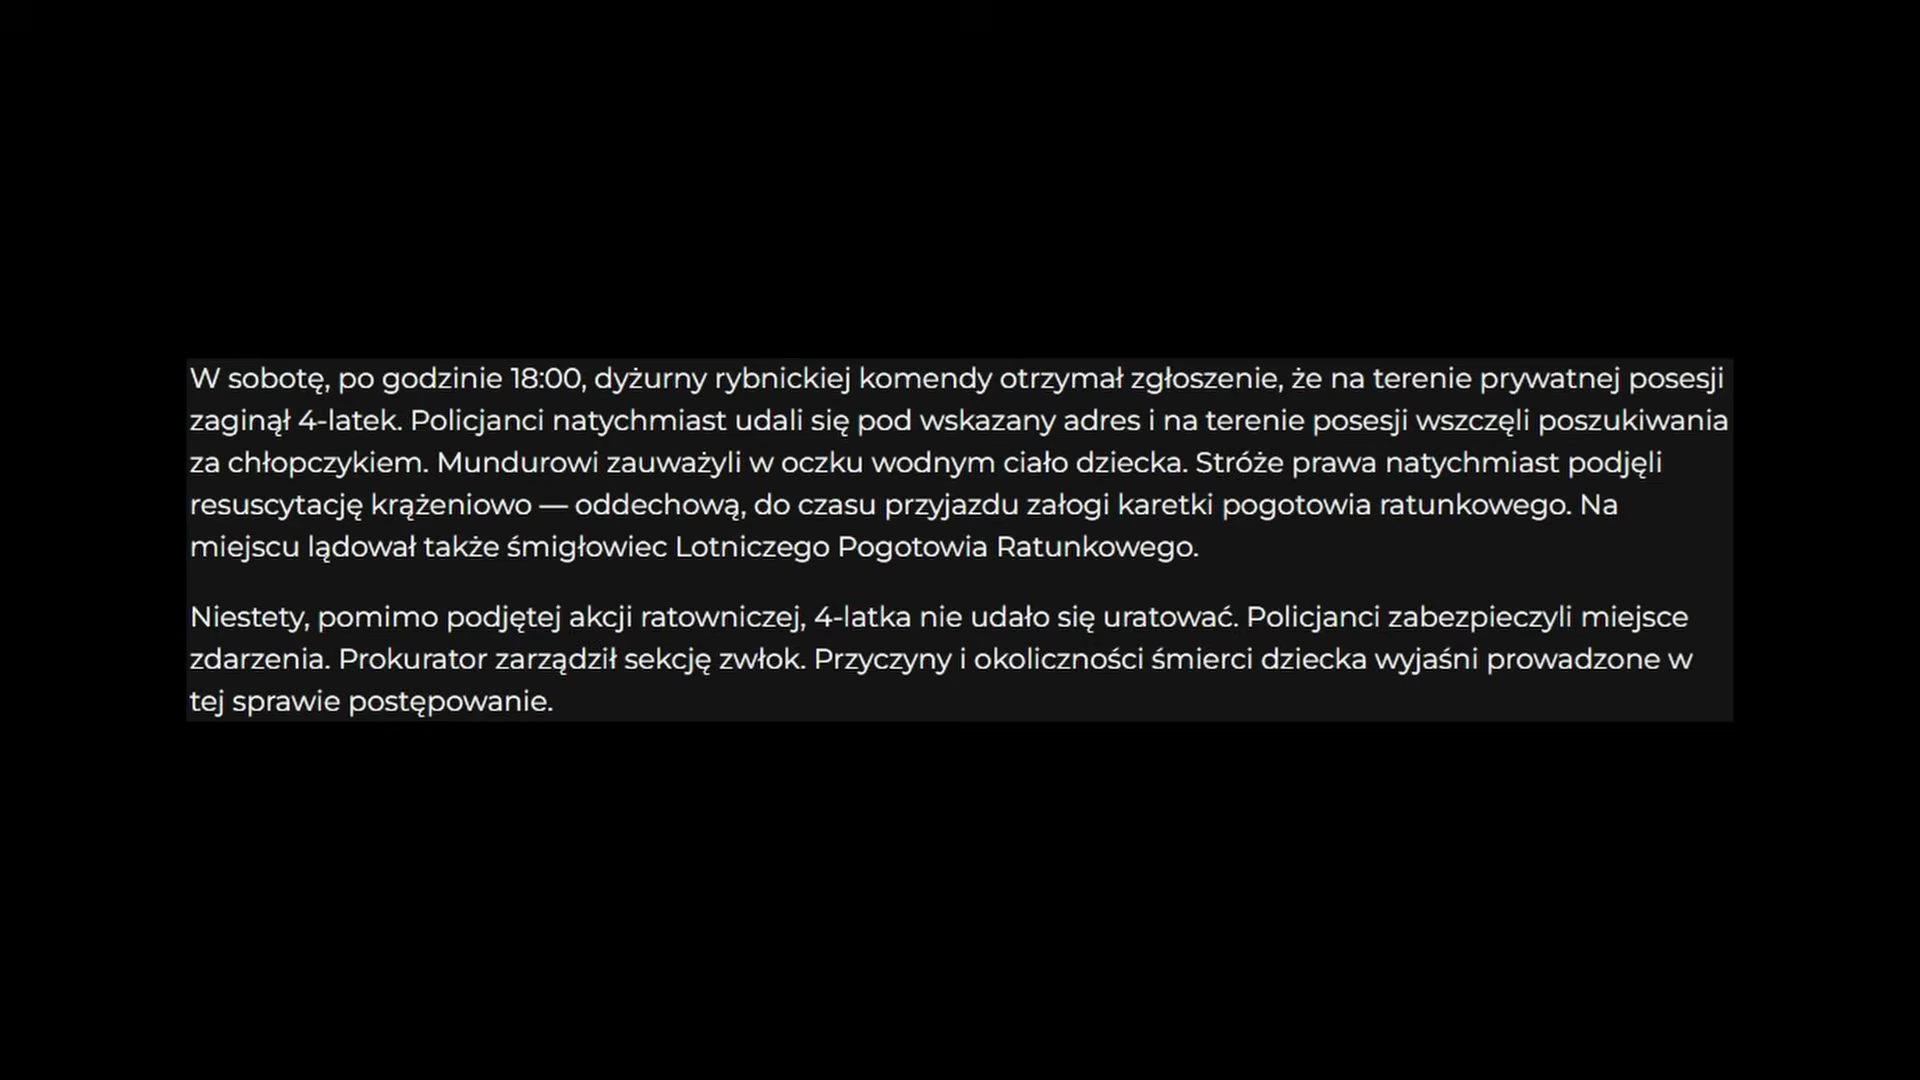 W sobotę, po godzinie 18:00, dyżurny rybnickiej komendy otrzymał zgłoszenie, że na terenie prywatnej posesji
zaginął 4-latek. Policjanci natychmiast udali się pod wskazany adres i na terenie posesji wszczęli poszukiwania
za chłopczykiem. Mundurowi zauważyli w oczku wodnym ciało dziecka. Stróże prawa natychmiast podjęli
resuscytację krążeniowo — oddechową, do czasu przyjazdu załogi karetki pogotowia ratunkowego. Na
miejscu lądował także śmigłowiec Lotniczego Pogotowia Ratunkowego.
Niestety, pomimo podjętej akcji ratowniczej, 4-latka nie udało się uratować. Policjanci zabezpieczyli miejsce
zdarzenia. Prokurator zarządził sekcję zwłok. Przyczyny i okoliczności śmierci dziecka wyjaśni prowadzone w
tej sprawie postępowanie.